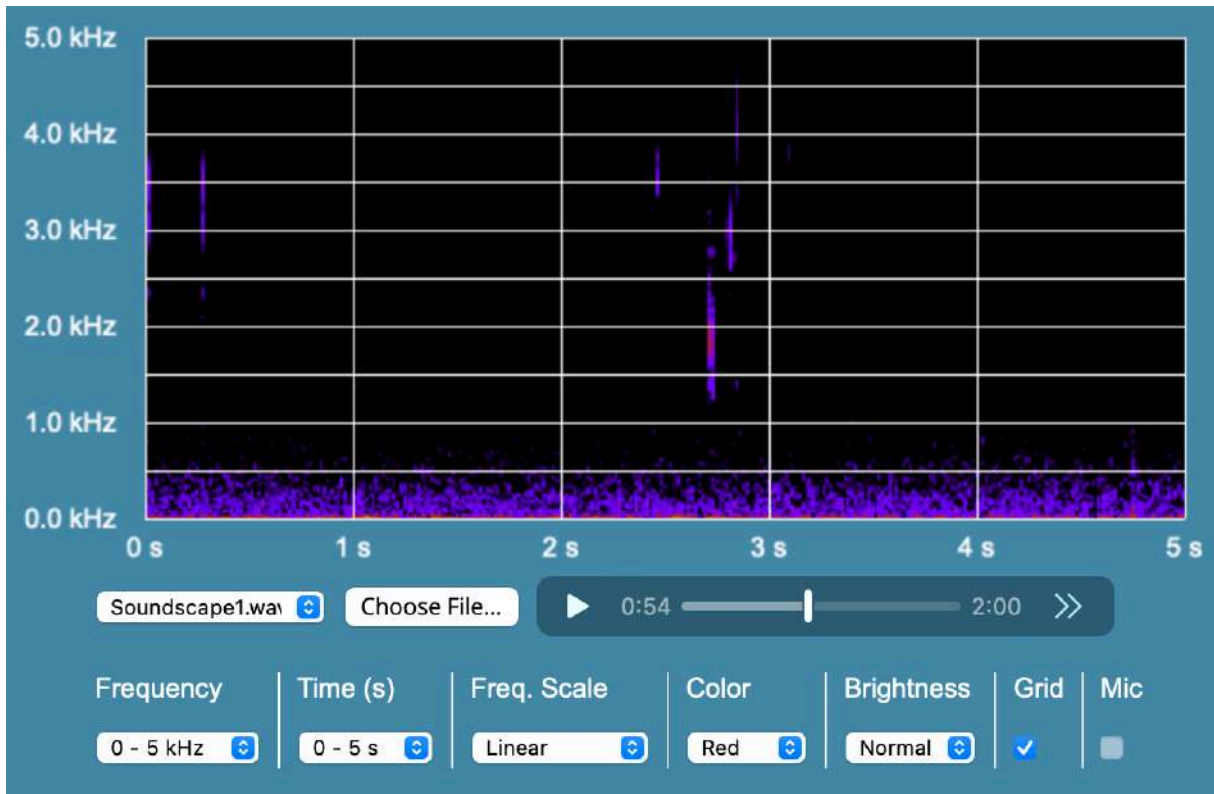 5.0 kHz
4.0 kHz
3.0 kHz
2.0 kHz
1.0 kHz
0.0 kHz
0 s 1 s 2 s 3 s 4 s 5 s
Soundscape1.wav Choose File... 0:54 2:00
Frequency Time (s) Freq. Scale Color Brightness Grid Mic
0 - 5 kHz 0 - 5 s Linear Red Normal